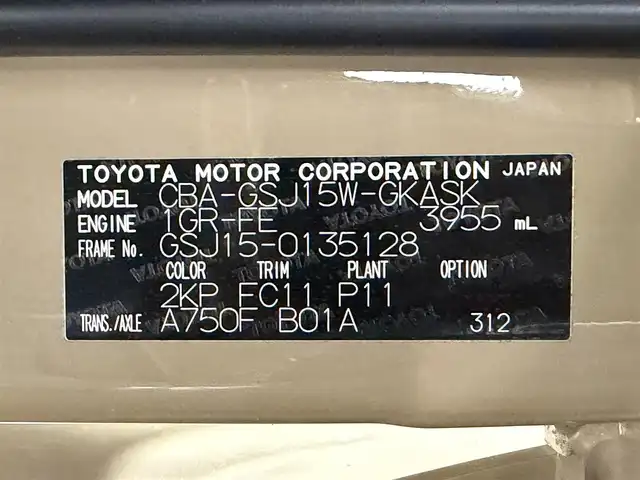 TOYOTA MOTOR CORPORATION JAPAN
MODEL CBA-GSJ15W-GKASK
ENGINE 1GR-FE 3955 mL
FRAME No. GSJ15-0135128
COLOR TRIM PLANT OPTION
2KP FC11 P11
TRANS./AXLE A750F B01A 312